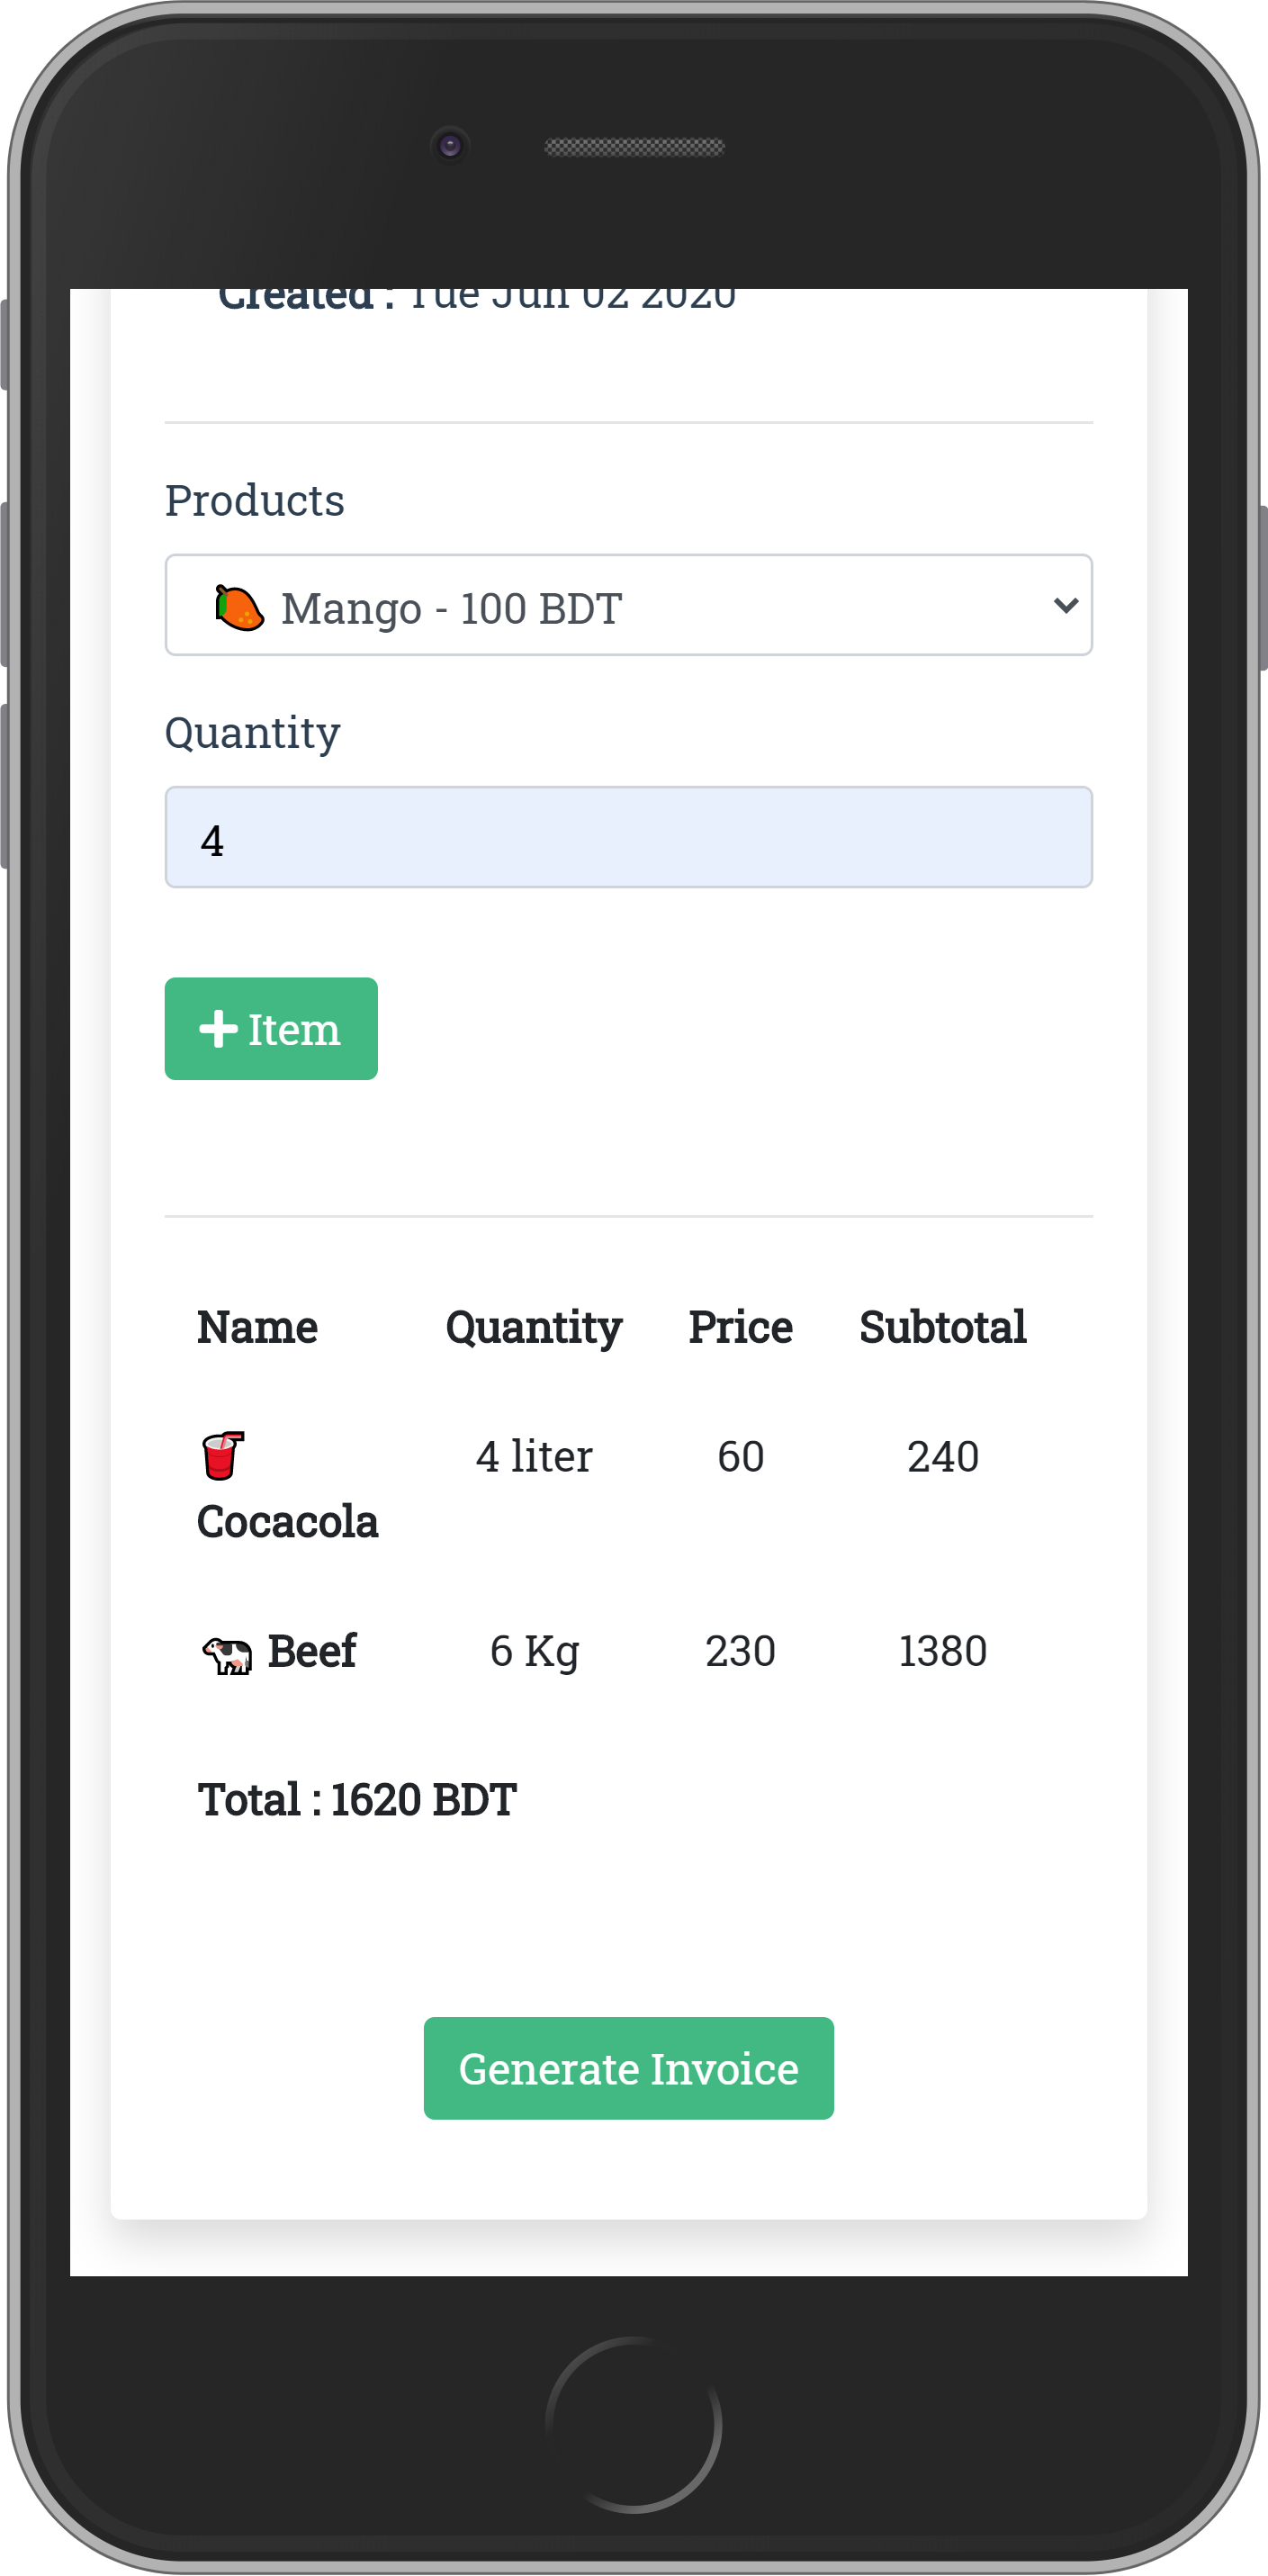 Created : Tue Jun 02 2020
Products
Mango - 100 BDT
Quantity
4
Item
Name Quantity Price Subtotal
4 liter 60 240
Cocacola
Beef 6 Kg 230 1380
Total : 1620 BDT
Generate Invoice